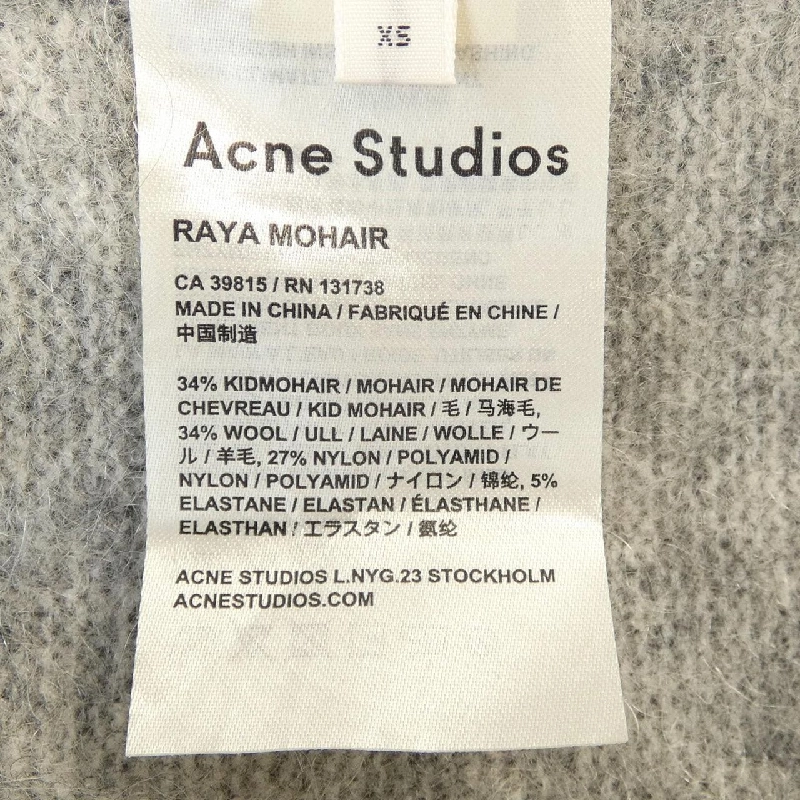 XS
Acne Studios
RAYA MOHAIR
CA 39815 / RN 131738
MADE IN CHINA / FABRIQUÉ EN CHINE /
中国制造
34% KIDMOHAIR / MOHAIR / MOHAIR DE
CHEVREAU / KID MOHAIR / 毛 / 马海毛,
34% WOOL / ULL / LAINE / WOLLE / ウー
ル / 羊毛, 27% NYLON / POLYAMID /
NYLON / POLYAMID / ナイロン / 锦纶, 5%
ELASTANE / ELASTAN / ÉLASTHANE /
ELASTHAN / エラスタン / 氨纶
ACNE STUDIOS L.NYG.23 STOCKHOLM
ACNESTUDIOS.COM